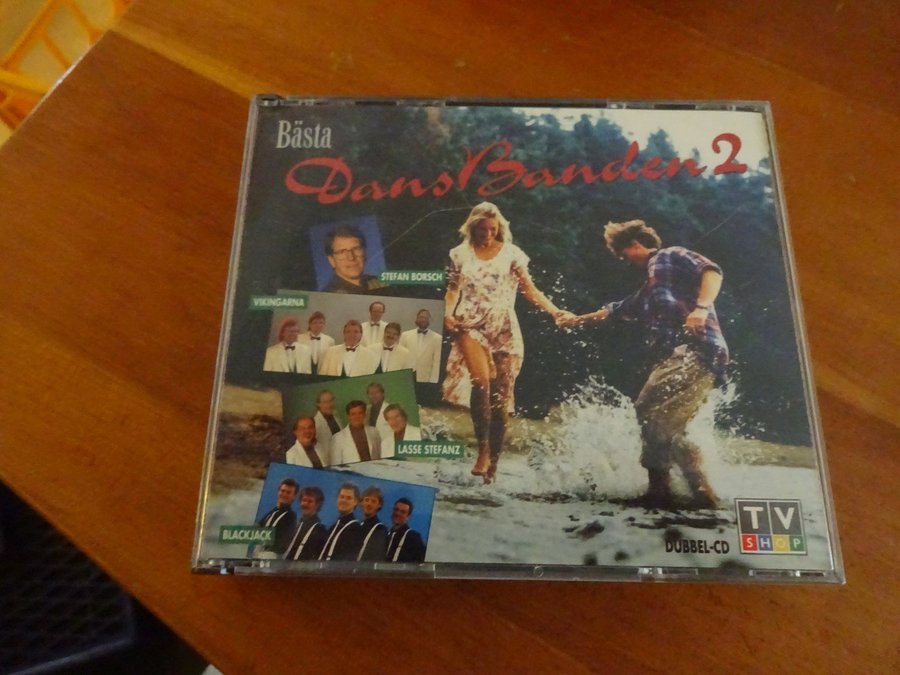 Bästa
DansBanden 2
STEFAN BORSCH
VIKINGARNA
LASSE STEFANZ
BLACKJACK
DUBBEL-CD
TV
SHOP